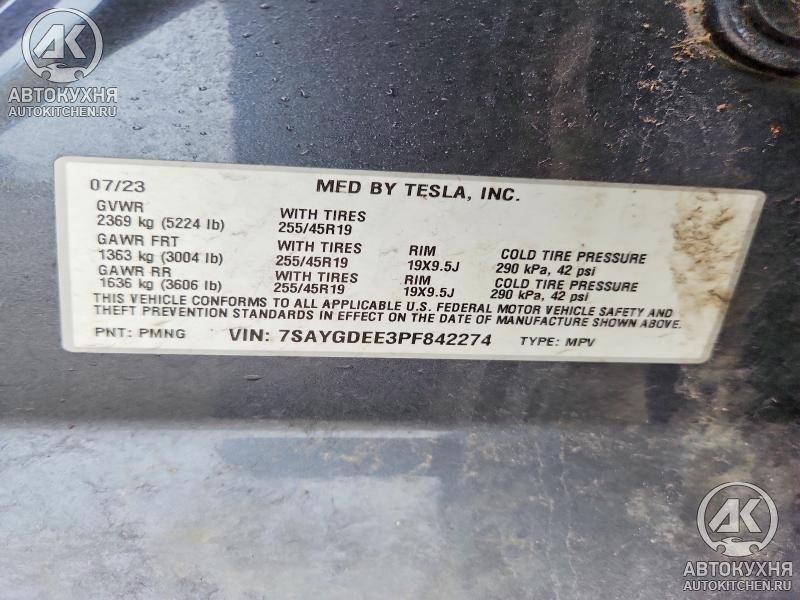 AK
АВТОКУХНЯ
AUTOKITCHEN.RU
07/23 MFD BY TESLA, INC.
GVWR
2369 kg (5224 lb) WITH TIRES 255/45R19
GAWR FRT
1363 kg (3004 lb) WITH TIRES 255/45R19 RIM 19X9.5J COLD TIRE PRESSURE 290 kPa, 42 psi
GAWR RR
1636 kg (3606 lb) WITH TIRES 255/45R19 RIM 19X9.5J COLD TIRE PRESSURE 290 kPa, 42 psi
THIS VEHICLE CONFORMS TO ALL APPLICABLE U.S. FEDERAL MOTOR VEHICLE SAFETY AND
THEFT PREVENTION STANDARDS IN EFFECT ON THE DATE OF MANUFACTURE SHOWN ABOVE.
PNT: PMNG VIN: 7SAYGDEE3PF842274 TYPE: MPV
AK
АВТОКУХНЯ
AUTOKITCHEN.RU